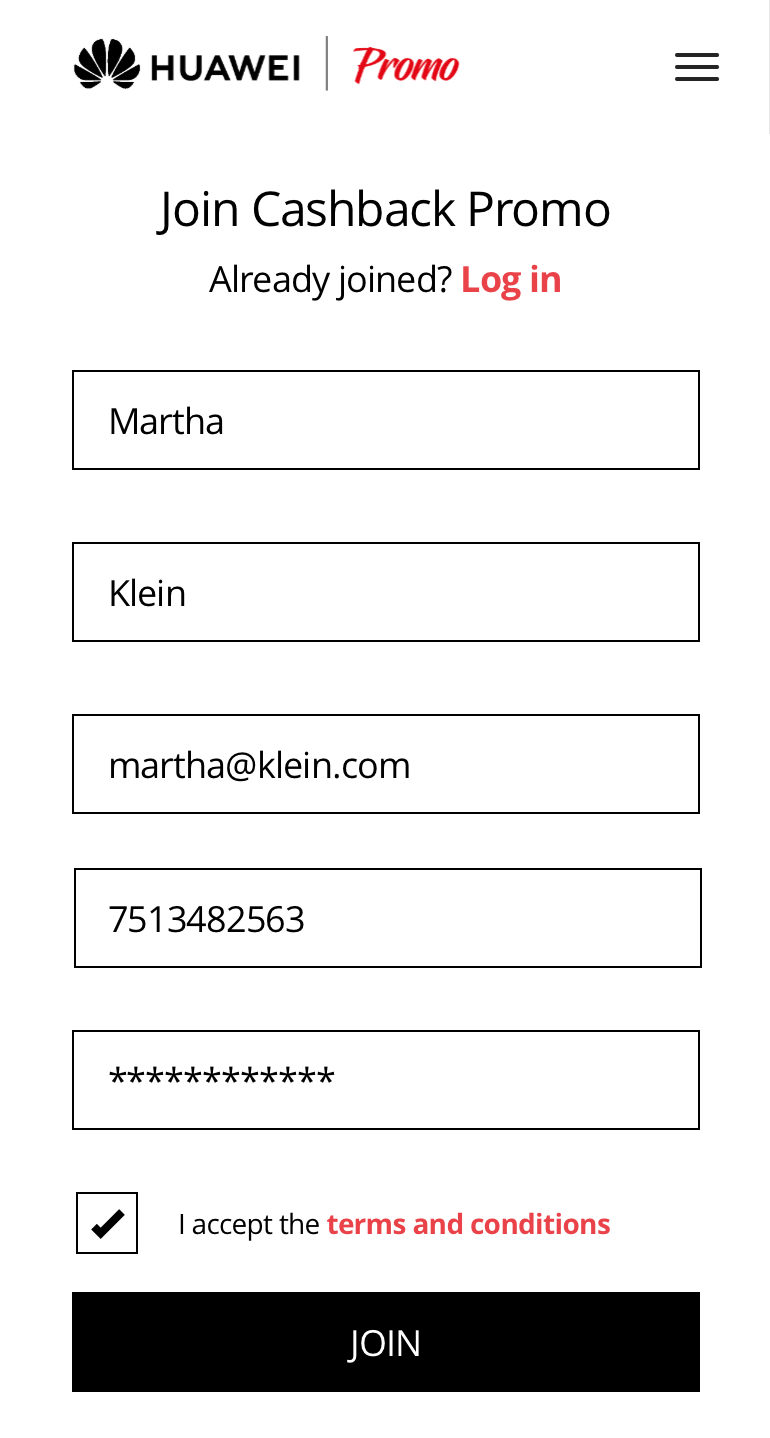 HUAWEI | Promo
Join Cashback Promo
Already joined? Log in
Martha
Klein
martha@klein.com
7513482563
************
I accept the terms and conditions
JOIN